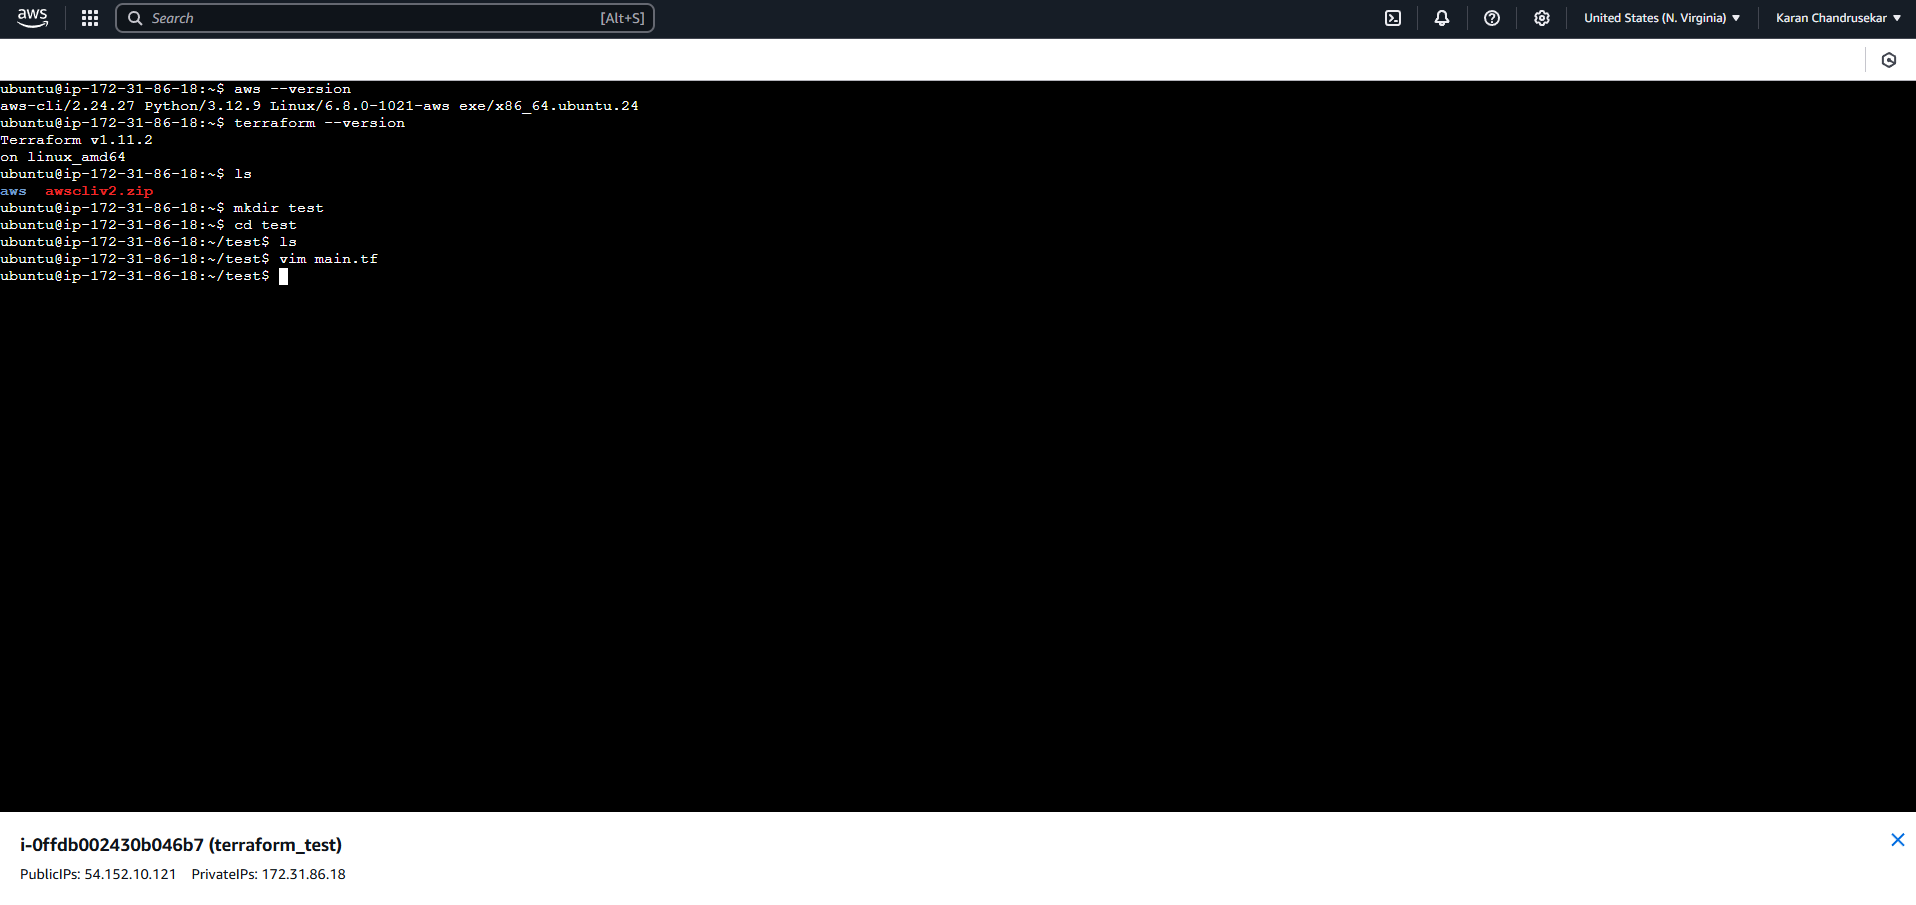 aws
Search [Alt+S]
United States (N. Virginia)
Karan Chandrusekar
ubuntu@ip-172-31-86-18:~$ aws --version
aws-cli/2.24.27 Python/3.12.9 Linux/6.8.0-1021-aws exe/x86_64.ubuntu.24
ubuntu@ip-172-31-86-18:~$ terraform --version
Terraform v1.11.2
on linux_amd64
ubuntu@ip-172-31-86-18:~$ ls
aws awscliv2.zip
ubuntu@ip-172-31-86-18:~$ mkdir test
ubuntu@ip-172-31-86-18:~$ cd test
ubuntu@ip-172-31-86-18:~/test$ ls
ubuntu@ip-172-31-86-18:~/test$ vim main.tf
ubuntu@ip-172-31-86-18:~/test$
i-0ffdb002430b046b7 (terraform_test)
PublicIPs: 54.152.10.121 PrivateIPs: 172.31.86.18